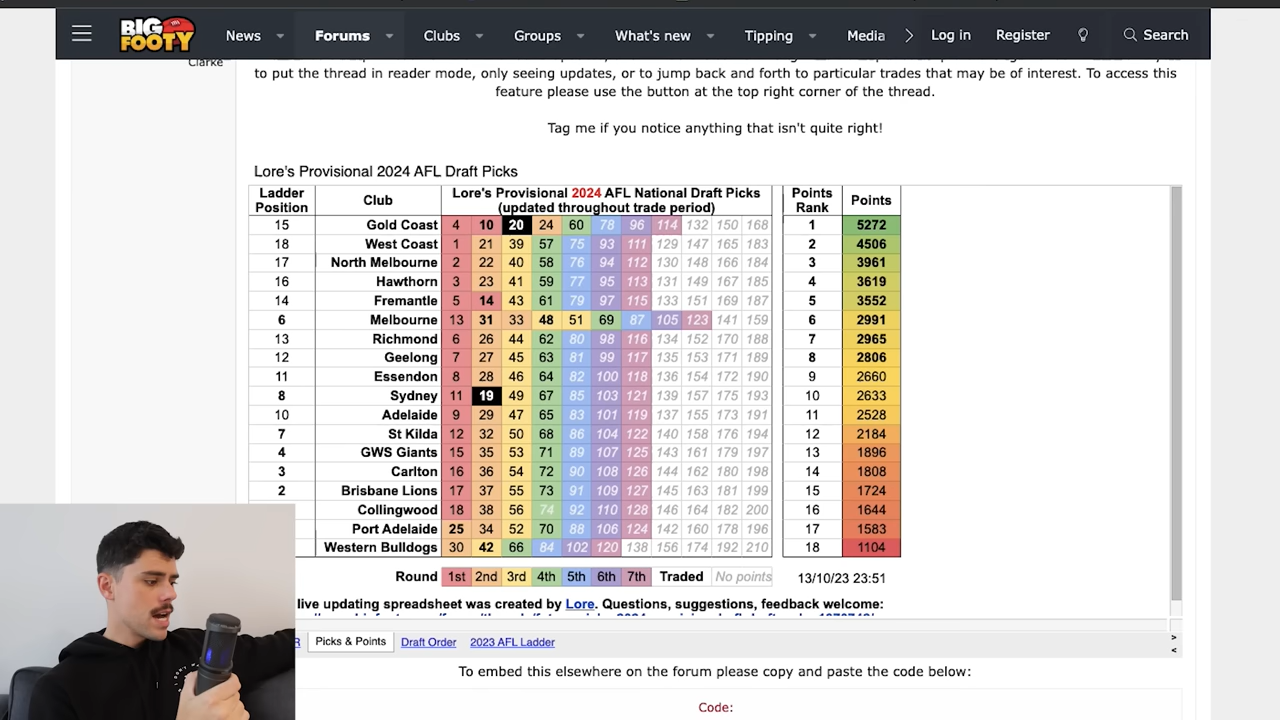 BIG FOOTY News Forums Clubs Groups What's new Tipping Media Log in Register Search
Clarke
to put the thread in reader mode, only seeing updates, or to jump back and forth to particular trades that may be of interest. To access this
feature please use the button at the top right corner of the thread.
Tag me if you notice anything that isn't quite right!
Lore's Provisional 2024 AFL Draft Picks
Ladder Position Club Lore's Provisional 2024 AFL National Draft Picks (updated throughout trade period) Points Rank Points
15 Gold Coast 4 10 20 24 60 78 96 114 132 150 168 1 5272
18 West Coast 1 21 39 57 75 93 111 129 147 165 183 2 4506
17 North Melbourne 2 22 40 58 76 94 112 130 148 166 184 3 3961
16 Hawthorn 3 23 41 59 77 95 113 131 149 167 185 4 3619
14 Fremantle 5 14 43 61 79 97 115 133 151 169 187 5 3552
6 Melbourne 13 31 33 48 51 69 87 105 123 141 159 6 2991
13 Richmond 6 26 44 62 80 98 116 134 152 170 188 7 2965
12 Geelong 7 27 45 63 81 99 117 135 153 171 189 8 2806
11 Essendon 8 28 46 64 82 100 118 136 154 172 190 9 2660
8 Sydney 11 19 49 67 85 103 121 139 157 175 193 10 2633
10 Adelaide 9 29 47 65 83 101 119 137 155 173 191 11 2528
7 St Kilda 12 32 50 68 86 104 122 140 158 176 194 12 2184
4 GWS Giants 15 35 53 71 89 107 125 143 161 179 197 13 1896
3 Carlton 16 36 54 72 90 108 126 144 162 180 198 14 1808
2 Brisbane Lions 17 37 55 73 91 109 127 145 163 181 199 15 1724
Collingwood 18 38 56 74 92 110 128 146 164 182 200 16 1644
Port Adelaide 25 34 52 70 88 106 124 142 160 178 196 17 1583
Western Bulldogs 30 42 66 84 102 120 138 156 174 192 210 18 1104
Round 1st 2nd 3rd 4th 5th 6th 7th Traded No points 13/10/23 23:51
live updating spreadsheet was created by Lore. Questions, suggestions, feedback welcome:
R Picks & Points Draft Order 2023 AFL Ladder
To embed this elsewhere on the forum please copy and paste the code below:
Code: